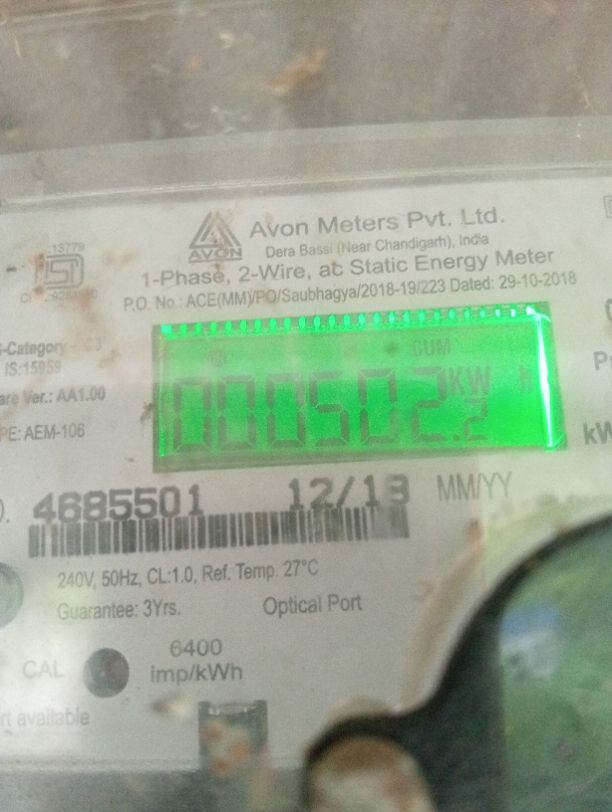 Avon Meters Pvt. Ltd.
AVON
Dera Bassi (Near Chandigarh), India
13779
ISI
1-Phase, 2-Wire, ac Static Energy Meter
P.O. No.: ACE(MM)/PO/Saubhagya/2018-19/223 Dated: 29-10-2018
-Category
IS:15959
are Ver.: AA1.00
PE: AEM-106
CUM
000502.2 KW h
4685501 12/18 MM/YY
240V, 50Hz, CL:1.0, Ref. Temp. 27°C
Guarantee: 3Yrs. Optical Port
CAL
6400
imp/kWh
rt available